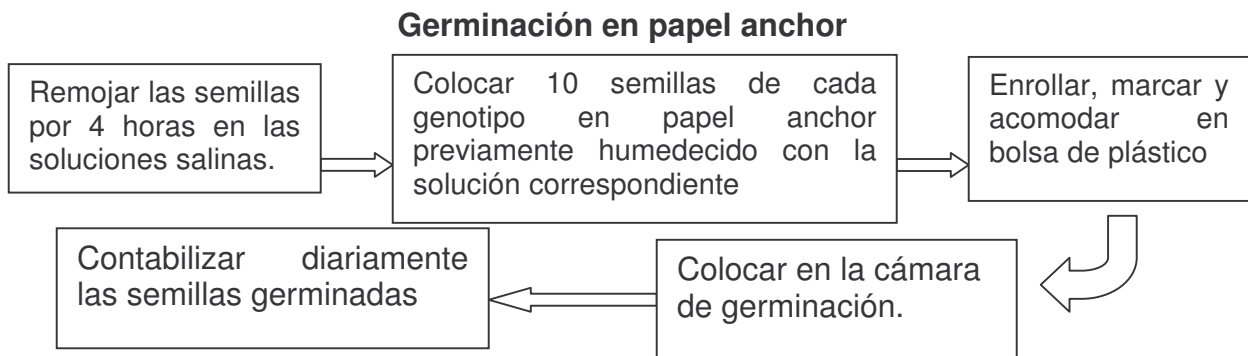 Germinación en papel anchor
Remojar las semillas
por 4 horas en las
soluciones salinas.
Colocar 10 semillas de cada
genotipo en papel anchor
previamente humedecido con la
solución correspondiente
Enrollar, marcar y
acomodar en
bolsa de plástico
Colocar en la cámara
de germinación.
Contabilizar diariamente
las semillas germinadas